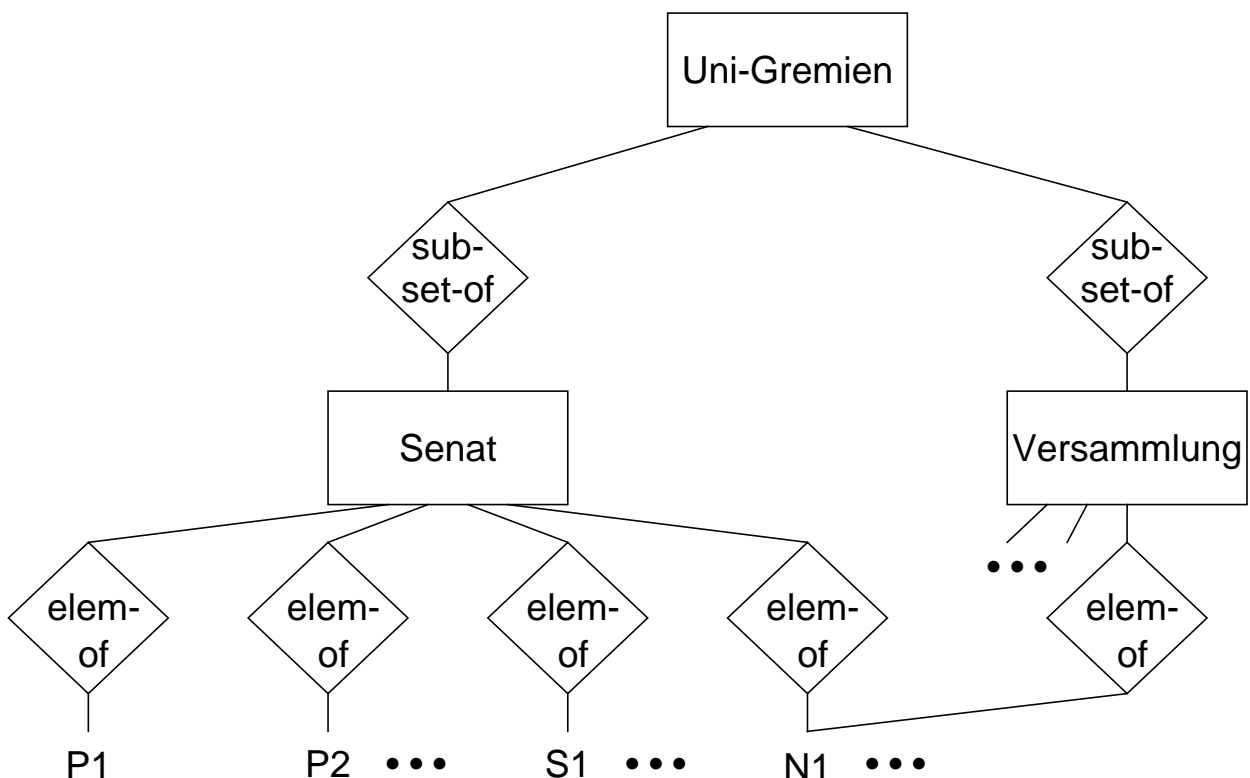 Uni-Gremien
sub-
set-of
sub-
set-of
Senat
Versammlung
elem-
of
elem-
of
elem-
of
elem-
of
elem-
of
•••
P1
P2 •••
S1 •••
N1 •••